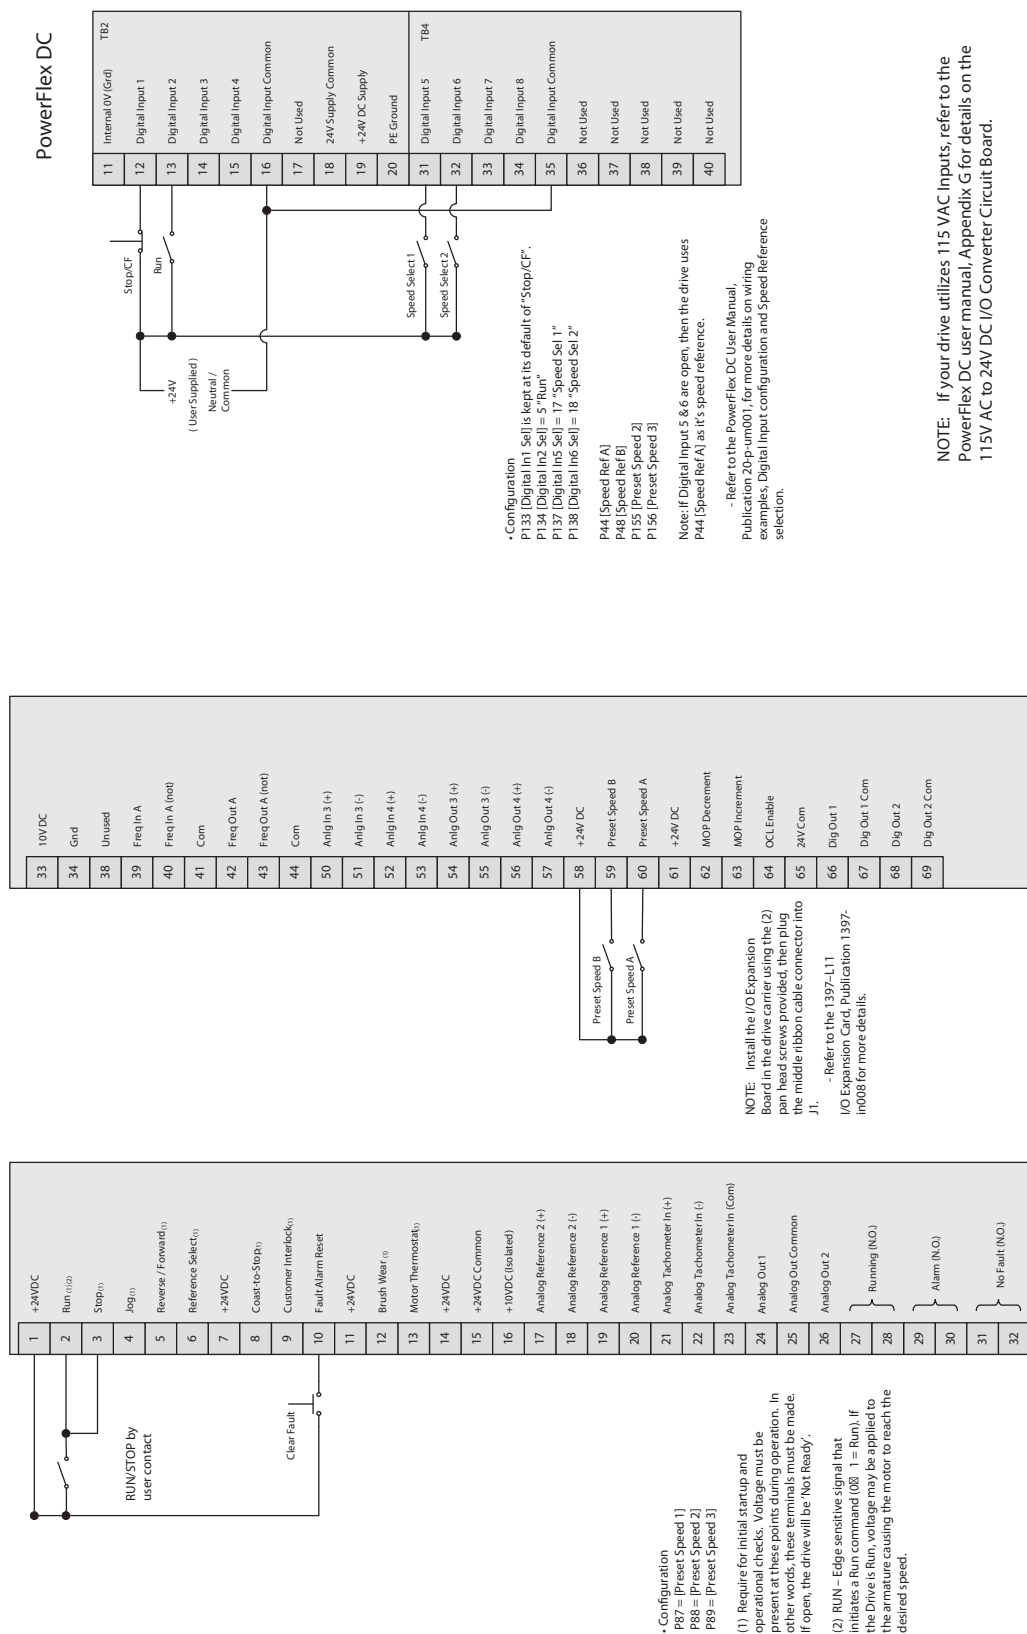 +24VDC
Run (1)(2)
Stop(1)
Jog(1)
Reverse / Forward(1)
Reference Select(1)
+24VDC
Coast-to-Stop(1)
Customer Interlock(1)
Fault Alarm Reset
+24VDC
Brush Wear (1)
Motor Thermostat(1)
+24VDC
+24VDC Common
+10VDC (Isolated)
Analog Reference 2 (+)
Analog Reference 2 (-)
Analog Reference 1 (+)
Analog Reference 1 (-)
Analog Tachometer In (+)
Analog Tachometer In (-)
Analog Tachometer In (Com)
Analog Out 1
Analog Out Common
Analog Out 2
Running (N.O.)
Alarm (N.O.)
No Fault (N.O.)
1
2
3
4
5
6
7
8
9
10
11
12
13
14
15
16
17
18
19
20
21
22
23
24
25
26
27
28
29
30
31
32
RUN/STOP by
user contact
Clear Fault
• Configuration
P87 = [Preset Speed 1]
P88 = [Preset Speed 2]
P89 = [Preset Speed 3]
(1) Require for initial startup and
operational checks. Voltage must be
present at these points during operation. In
other words, these terminals must be made.
If open, the drive will be 'Not Ready'.
(2) RUN – Edge sensitive signal that
initiates a Run command (0☒ 1 = Run). If
the Drive is Run, voltage may be applied to
the armature causing the motor to reach the
desired speed.
33 10V DC
34 Gnd
38 Unused
39 Freq In A
40 Freq In A (not)
41 Com
42 Freq Out A
43 Freq Out A (not)
44 Com
50 Anlg In 3 (+)
51 Anlg In 3 (-)
52 Anlg In 4 (+)
53 Anlg In 4 (-)
54 Anlg Out 3 (+)
55 Anlg Out 3 (-)
56 Anlg Out 4 (+)
57 Anlg Out 4 (-)
58 +24V DC
59 Preset Speed B
60 Preset Speed A
61 +24V DC
62 MOP Decrement
63 MOP Increment
64 OCL Enable
65 24V Com
66 Dig Out 1
67 Dig Out 1 Com
68 Dig Out 2
69 Dig Out 2 Com
Preset Speed B
Preset Speed A
NOTE: Install the I/O Expansion
Board in the drive carrier using the (2)
pan head screws provided, then plug
the middle ribbon cable connector into
J1.
- Refer to the 1397–L11
I/O Expansion Card, Publication 1397-
in008 for more details.
PowerFlex DC
TB2
11 Internal 0V (Grd)
12 Digital Input 1
13 Digital Input 2
14 Digital Input 3
15 Digital Input 4
16 Digital Input Common
17 Not Used
18 24V Supply Common
19 +24V DC Supply
20 PE Ground
TB4
31 Digital Input 5
32 Digital Input 6
33 Digital Input 7
34 Digital Input 8
35 Digital Input Common
36 Not Used
37 Not Used
38 Not Used
39 Not Used
40 Not Used
Stop/CF
Run
+24V
( User Supplied )
Neutral /
Common
Speed Select 1
Speed Select 2
• Configuration
P133 [Digital In1 Sel] is kept at its default of "Stop/CF".
P134 [Digital In2 Sel] = 5 "Run"
P137 [Digital In5 Sel] = 17 "Speed Sel 1"
P138 [Digital In6 Sel] = 18 "Speed Sel 2"
P44 [Speed Ref A]
P48 [Speed Ref B]
P155 [Preset Speed 2]
P156 [Preset Speed 3]
Note: If Digital Input 5 & 6 are open, then the drive uses
P44 [Speed Ref A] as it's speed reference.
- Refer to the PowerFlex DC User Manual,
Publication 20-p-um001, for more details on wiring
examples, Digital Input configuration and Speed Reference
selection.
NOTE: If your drive utilizes 115 VAC Inputs, refer to the
PowerFlex DC user manual, Appendix G for details on the
115V AC to 24V DC I/O Converter Circuit Board.